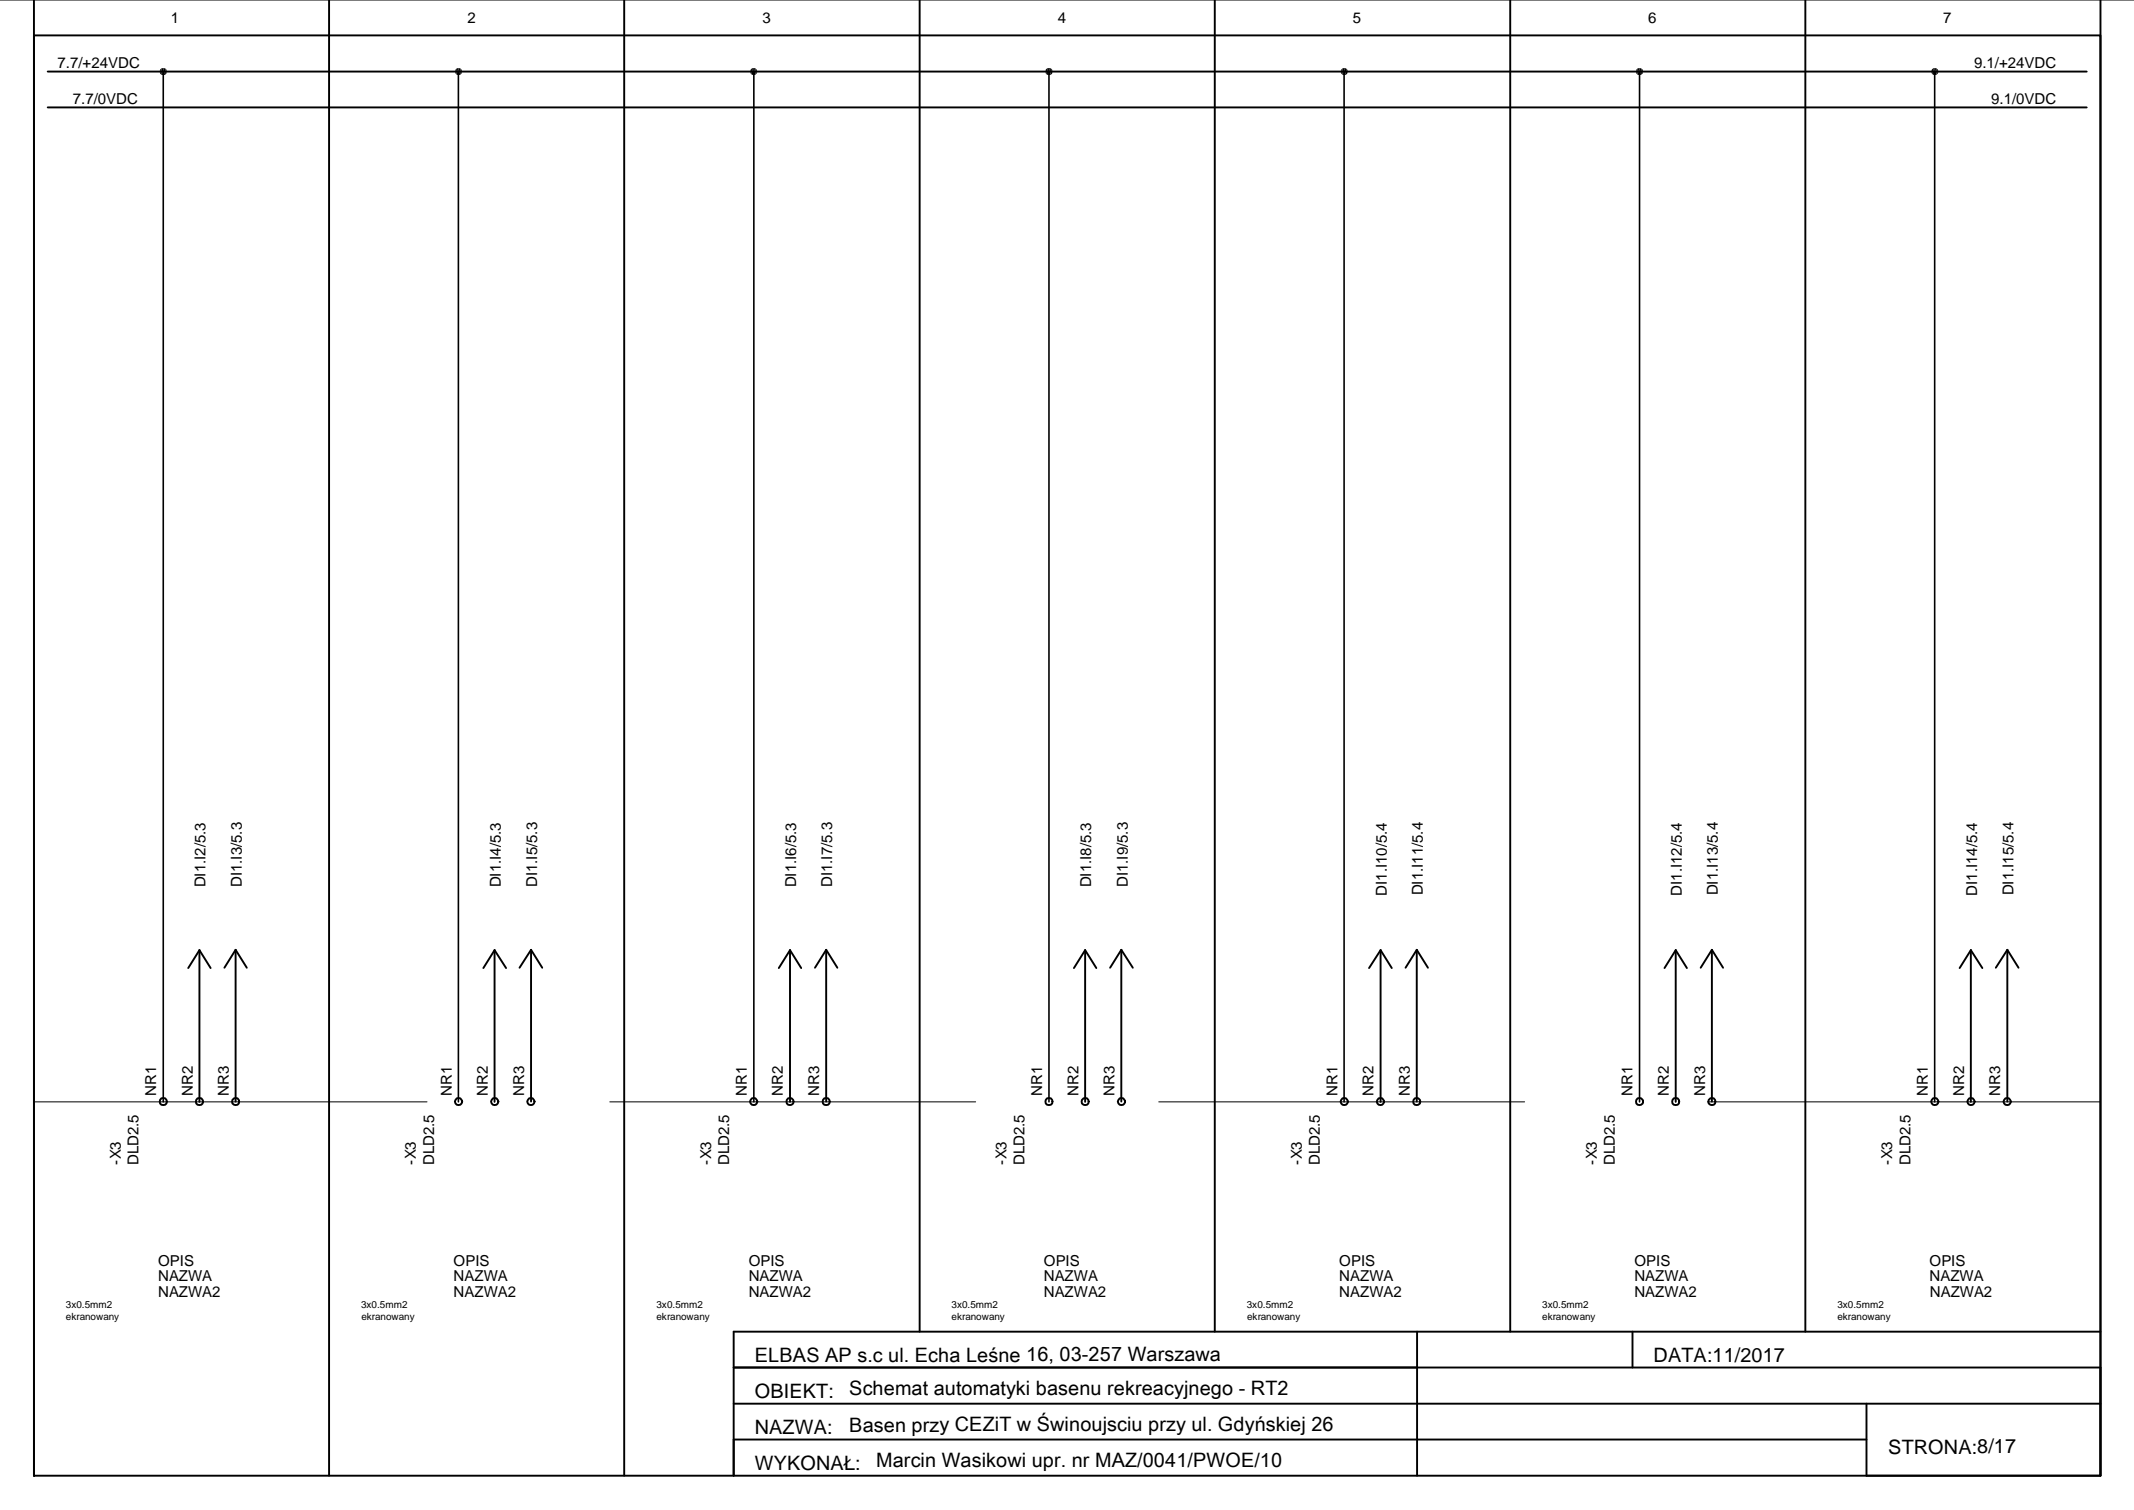 1 2 3 4 5 6 7
7.7/+24VDC 9.1/+24VDC
7.7/0VDC 9.1/0VDC
DI1.I2/5.3 DI1.I3/5.3 DI1.I4/5.3 DI1.I5/5.3 DI1.I6/5.3 DI1.I7/5.3 DI1.I8/5.3 DI1.I9/5.3 DI1.I10/5.4 DI1.I11/5.4 DI1.I12/5.4 DI1.I13/5.4 DI1.I14/5.4 DI1.I15/5.4
NR1 NR2 NR3 NR1 NR2 NR3 NR1 NR2 NR3 NR1 NR2 NR3 NR1 NR2 NR3 NR1 NR2 NR3 NR1 NR2 NR3
-X3 DLD2.5 -X3 DLD2.5 -X3 DLD2.5 -X3 DLD2.5 -X3 DLD2.5 -X3 DLD2.5 -X3 DLD2.5
OPIS OPIS OPIS OPIS OPIS OPIS OPIS
NAZWA NAZWA NAZWA NAZWA NAZWA NAZWA NAZWA
NAZWA2 NAZWA2 NAZWA2 NAZWA2 NAZWA2 NAZWA2 NAZWA2
3x0.5mm2 3x0.5mm2 3x0.5mm2 3x0.5mm2 3x0.5mm2 3x0.5mm2 3x0.5mm2
ekranowany ekranowany ekranowany ekranowany ekranowany ekranowany ekranowany
ELBAS AP s.c ul. Echa Leśne 16, 03-257 Warszawa DATA:11/2017
OBIEKT: Schemat automatyki basenu rekreacyjnego - RT2
NAZWA: Basen przy CEZiT w Świnoujsciu przy ul. Gdyńskiej 26
STRONA:8/17
WYKONAŁ: Marcin Wasikowi upr. nr MAZ/0041/PWOE/10